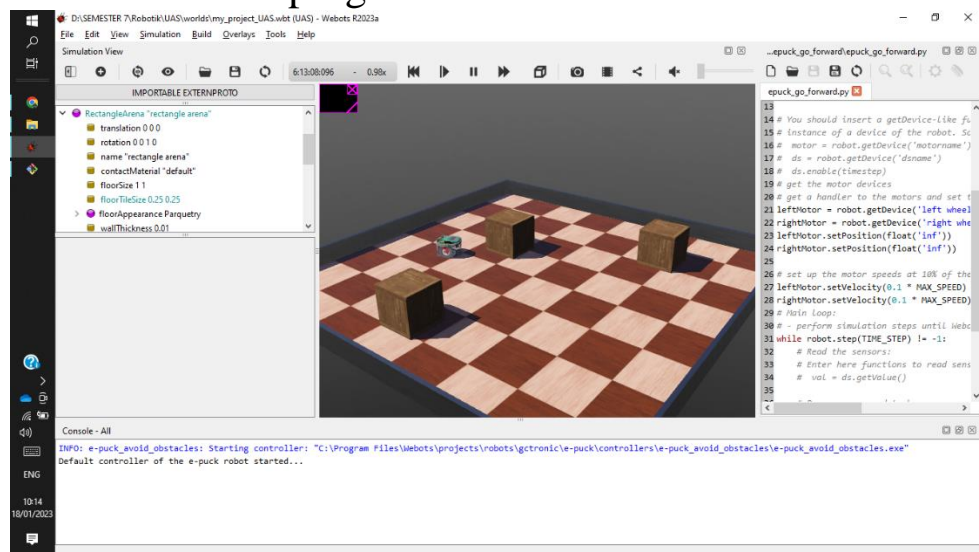 D:\SEMESTER 7\Robotik\UAS\worlds\my_project_UAS.wbt (UAS) - Webots R2023a
File Edit View Simulation Build Overlays Tools Help
Simulation View
6:13:08:096 - 0.98x
IMPORTABLE EXTERNPROTO
RectangleArena "rectangle arena"
translation 0 0 0
rotation 0 0 1 0
name "rectangle arena"
contactMaterial "default"
floorSize 1 1
floorTileSize 0.25 0.25
floorAppearance Parquetry
wallThickness 0.01
...epuck_go_forward\epuck_go_forward.py
epuck_go_forward.py
13
14 # You should insert a getDevice-like fu
15 # instance of a device of the robot. So
16 # motor = robot.getDevice('motorname')
17 # ds = robot.getDevice('dsname')
18 # ds.enable(timestep)
19 # get the motor devices
20 # get a handler to the motors and set t
21 leftMotor = robot.getDevice('left wheel
22 rightMotor = robot.getDevice('right whe
23 leftMotor.setPosition(float('inf'))
24 rightMotor.setPosition(float('inf'))
25
26 # set up the motor speeds at 10% of the
27 leftMotor.setVelocity(0.1 * MAX_SPEED)
28 rightMotor.setVelocity(0.1 * MAX_SPEED)
29 # Main loop:
30 # - perform simulation steps until Webo
31 while robot.step(TIME_STEP) != -1:
32 # Read the sensors:
33 # Enter here functions to read sens
34 # val = ds.getValue()
35
Console - All
INFO: e-puck_avoid_obstacles: Starting controller: "C:\Program Files\Webots\projects\robots\gctronic\e-puck\controllers\e-puck_avoid_obstacles\e-puck_avoid_obstacles.exe"
Default controller of the e-puck robot started...
ENG
10:14
18/01/2023